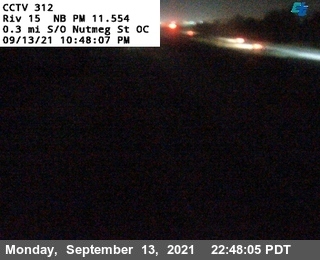 CCTV 312
Riv 15 NB PM 11.554
0.3 mi S/O Nutmeg St OC
09/13/21 10:48:07 PM
Monday, September 13, 2021 22:48:05 PDT